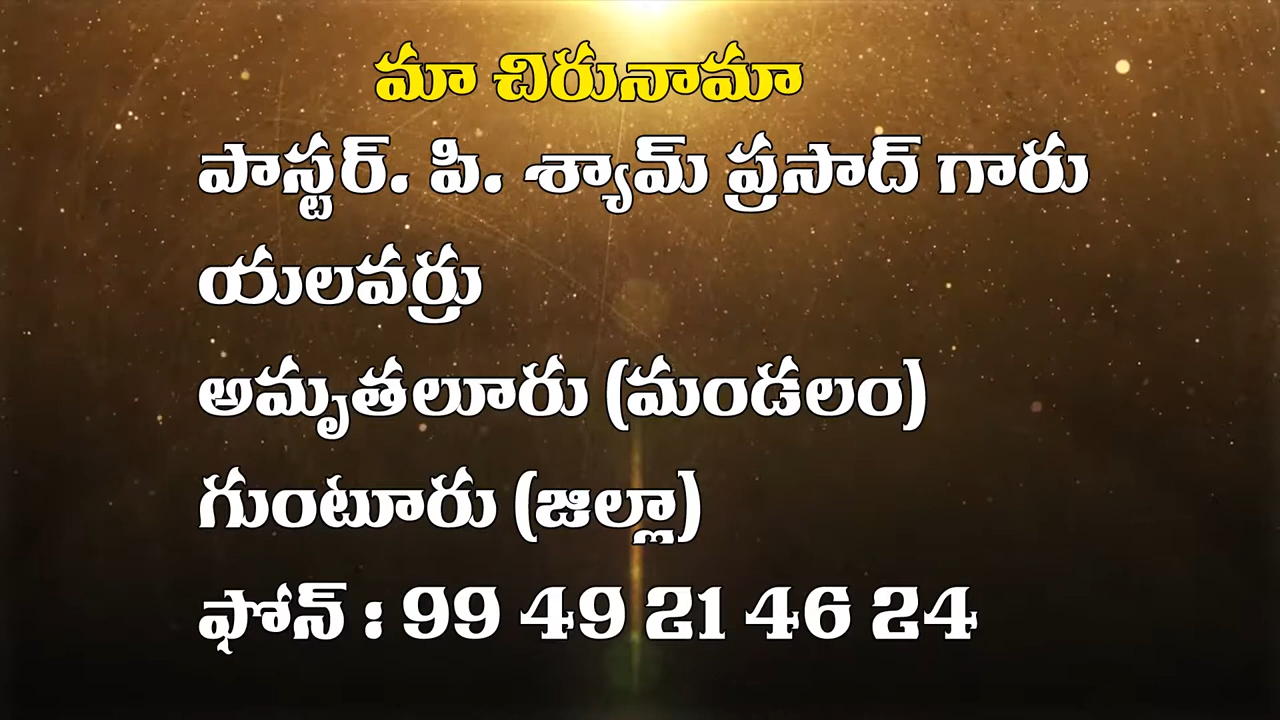 మా చిరునామా
పాస్టర్. పి. శ్యామ్ ప్రసాద్ గారు
యలవర్రు
అమృతలూరు (మండలం)
గుంటూరు (జిల్లా)
ఫోన్ : 99 49 21 46 24